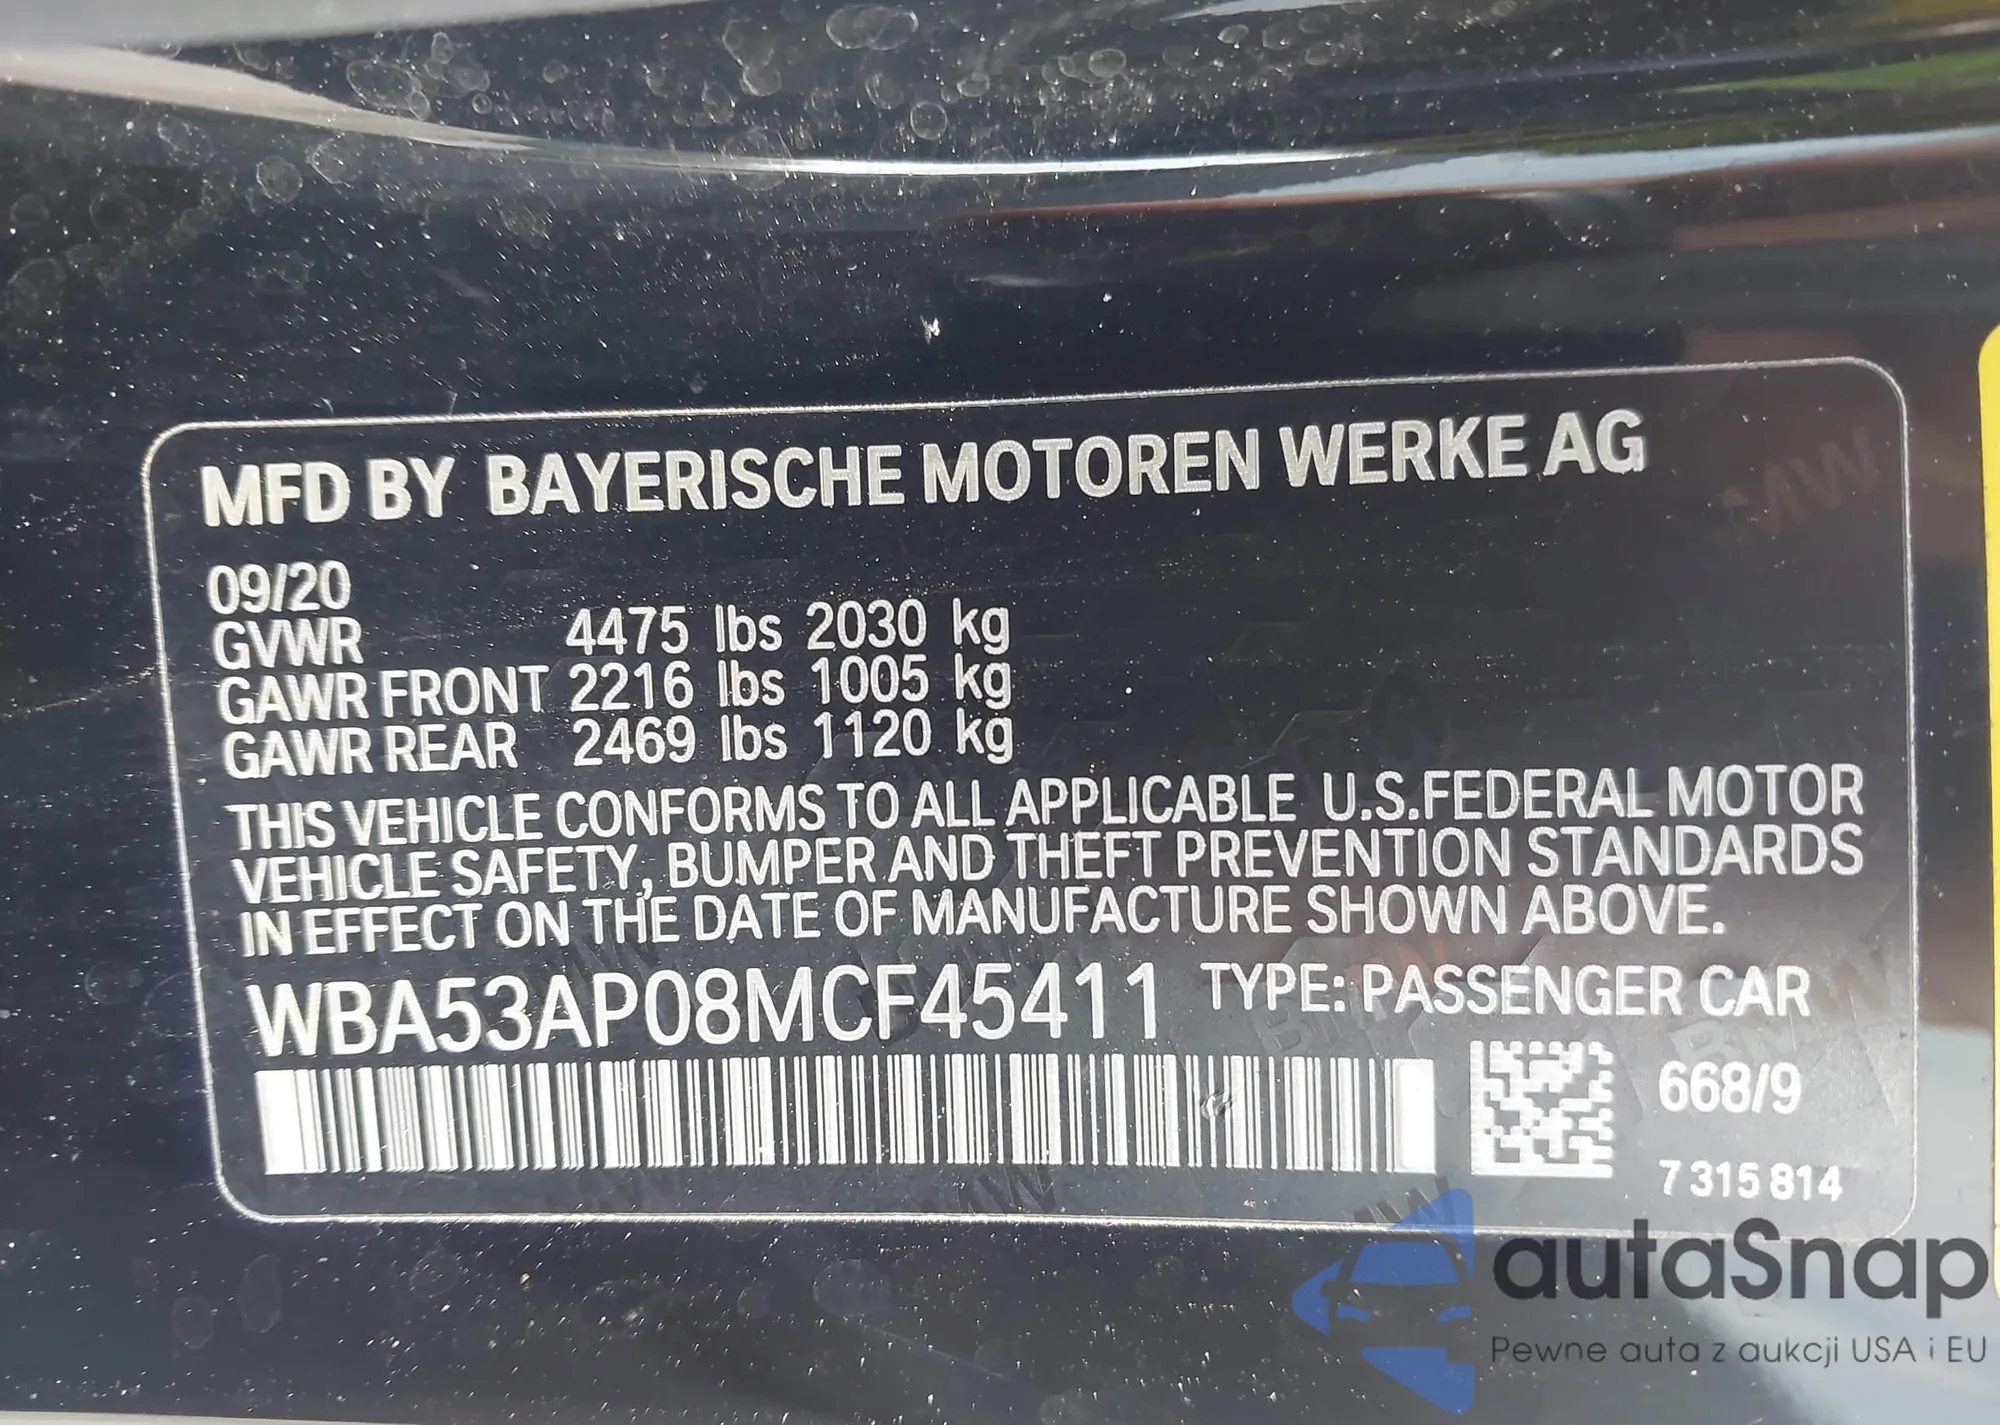 MFD BY BAYERISCHE MOTOREN WERKE AG
09/20
GVWR 4475 lbs 2030 kg
GAWR FRONT 2216 lbs 1005 kg
GAWR REAR 2469 lbs 1120 kg
THIS VEHICLE CONFORMS TO ALL APPLICABLE U.S.FEDERAL MOTOR
VEHICLE SAFETY, BUMPER AND THEFT PREVENTION STANDARDS
IN EFFECT ON THE DATE OF MANUFACTURE SHOWN ABOVE.
WBA53AP08MCF45411 TYPE: PASSENGER CAR
668/9
7 315 814
autaSnap
Pewne auta z aukcji USA i EU